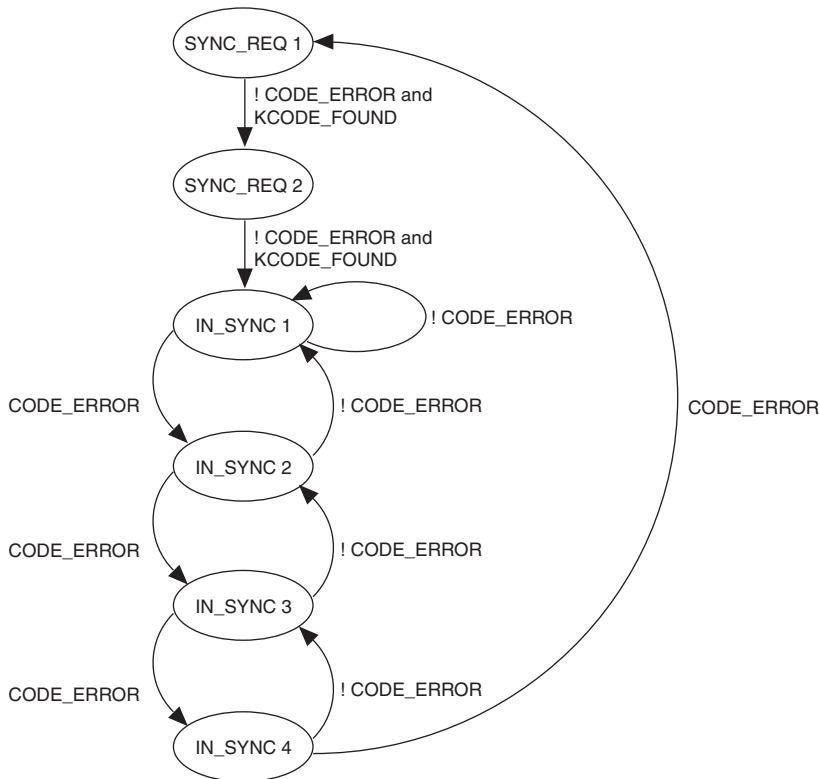 SYNC_REQ 1
! CODE_ERROR and
KCODE_FOUND
SYNC_REQ 2
! CODE_ERROR and
KCODE_FOUND
IN_SYNC 1
! CODE_ERROR
CODE_ERROR
! CODE_ERROR
CODE_ERROR
IN_SYNC 2
CODE_ERROR
! CODE_ERROR
IN_SYNC 3
CODE_ERROR
! CODE_ERROR
IN_SYNC 4